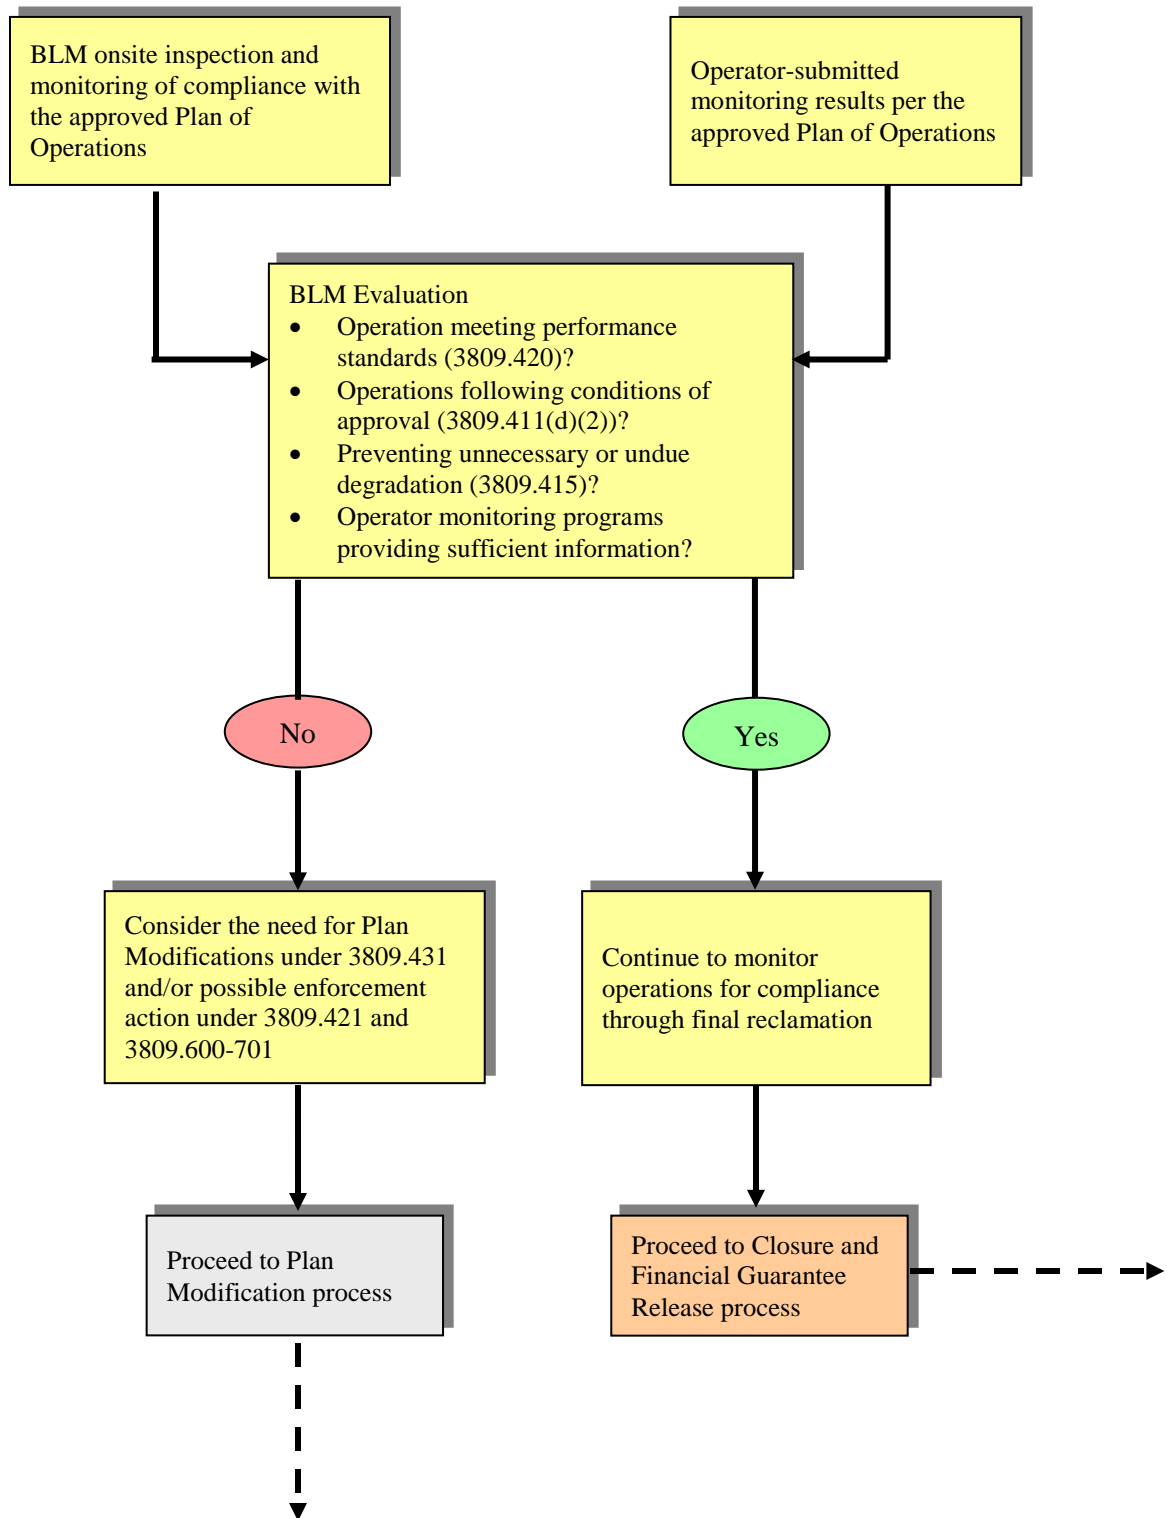 BLM onsite inspection and
monitoring of compliance with
the approved Plan of
Operations
Operator-submitted
monitoring results per the
approved Plan of Operations
BLM Evaluation
• Operation meeting performance
standards (3809.420)?
• Operations following conditions of
approval (3809.411(d)(2))?
• Preventing unnecessary or undue
degradation (3809.415)?
• Operator monitoring programs
providing sufficient information?
No
Yes
Consider the need for Plan
Modifications under 3809.431
and/or possible enforcement
action under 3809.421 and
3809.600-701
Continue to monitor
operations for compliance
through final reclamation
Proceed to Plan
Modification process
Proceed to Closure and
Financial Guarantee
Release process